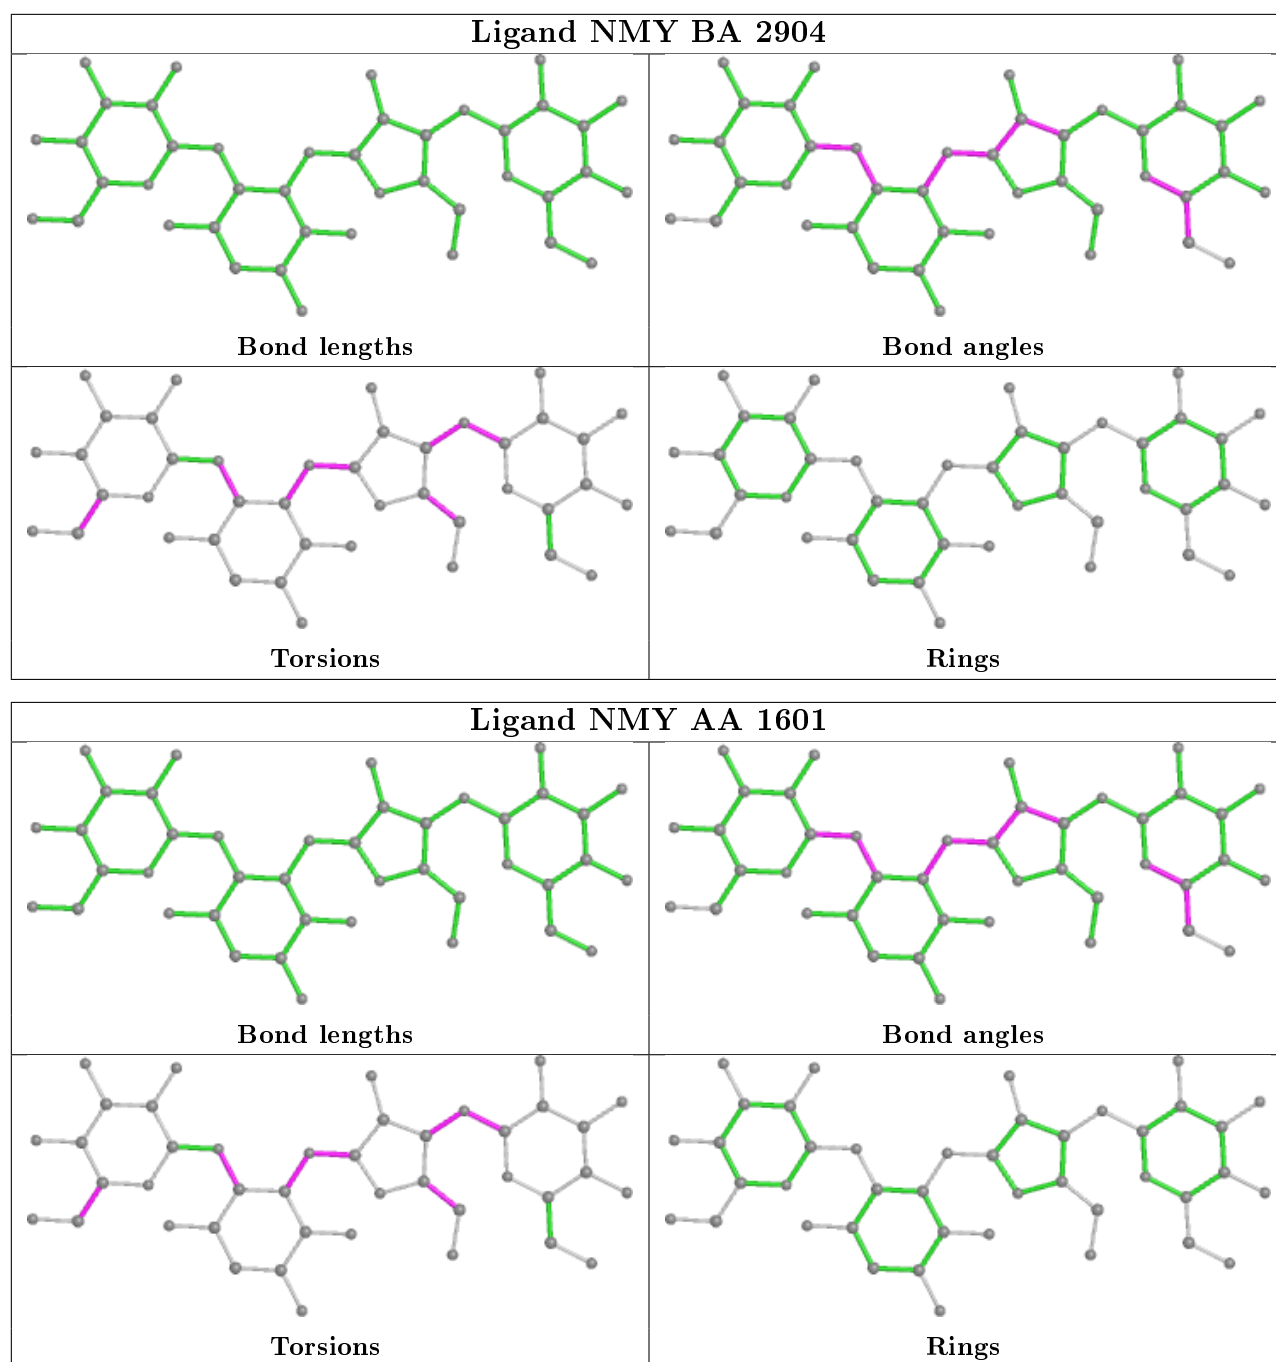 Ligand NMY BA 2904
Bond lengths
Bond angles
Torsions
Rings
Ligand NMY AA 1601
Bond lengths
Bond angles
Torsions
Rings